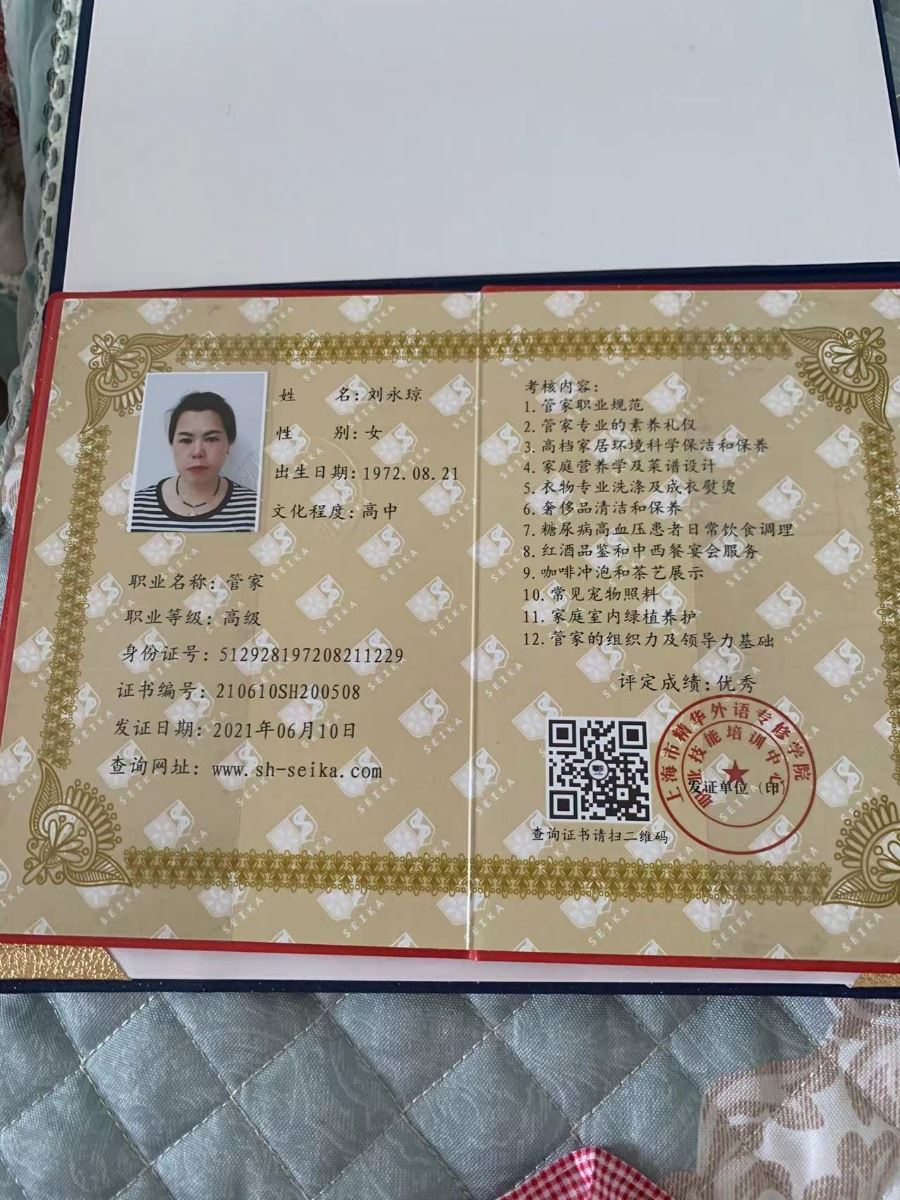 姓 名：刘永琼
性 别：女
出生日期：1972.08.21
文化程度：高中
职业名称：管家
职业等级：高级
身份证号：512928197208211229
证书编号：210610SH200508
发证日期：2021年06月10日
查询网址：www.sh-seika.com
考核内容：
1. 管家职业规范
2. 管家专业的素养礼仪
3. 高档家居环境科学保洁和保养
4. 家庭营养学及菜谱设计
5. 衣物专业洗涤及成衣熨烫
6. 奢侈品清洁和保养
7. 糖尿病高血压患者日常饮食调理
8. 红酒品鉴和中西餐宴会服务
9. 咖啡冲泡和茶艺展示
10. 常见宠物照料
11. 家庭室内绿植养护
12. 管家的组织力及领导力基础
评定成绩：优秀
上海市精华外语专修学院
职业技能培训中心
发证单位（印）
查询证书请扫二维码
SEIKA